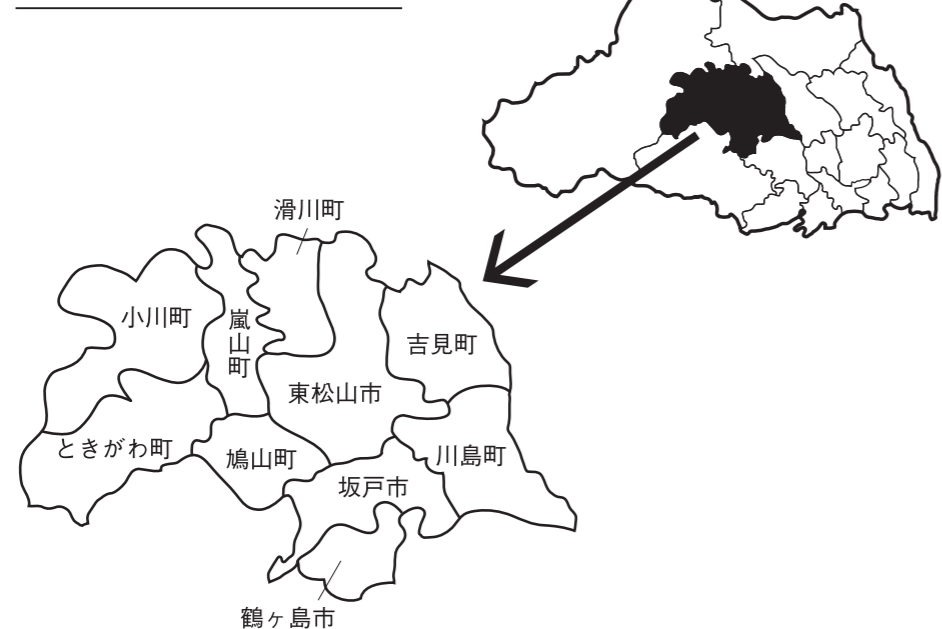 滑川町
小川町
嵐山町
吉見町
東松山市
ときがわ町
鳩山町
川島町
坂戸市
鶴ヶ島市